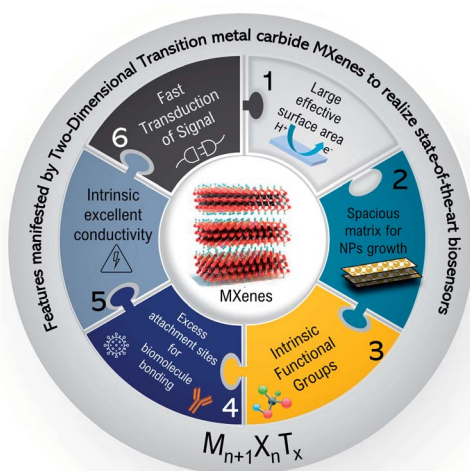 Features manifested by Two-Dimensional Transition metal carbide MXenes to realize state-of-the-art biosensors
1
Large
effective
surface area
H+
e-
2
Spacious
matrix for
NPs growth
3
Intrinsic
Functional
Groups
4
Excess
attachment sites
for
biomolecule
bonding
5
Intrinsic
excellent
conductivity
6
Fast
Transduction
of Signal
MXenes
Mn+1XnTx